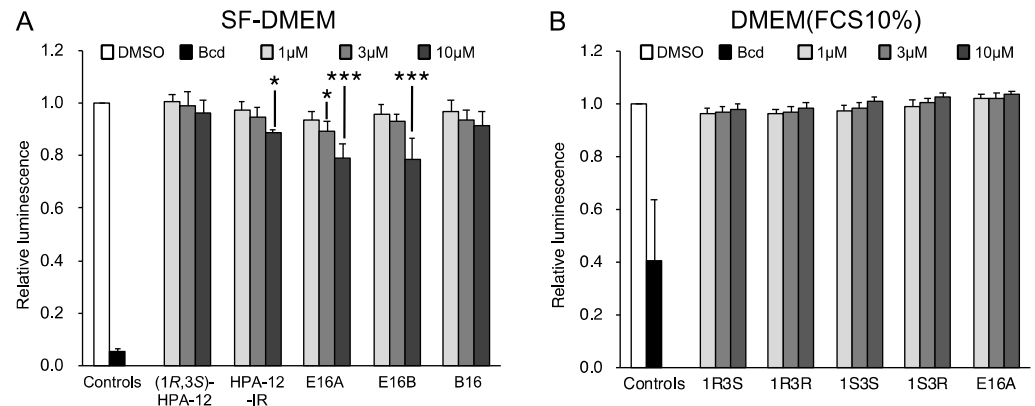 A
SF-DMEM
Relative luminescence
1.2
1.0
0.8
0.6
0.4
0.2
0.0
DMSO Bcd 1μM 3μM 10μM
* * *** ***
Controls (1R,3S)-HPA-12 HPA-12-IR E16A E16B B16
B
DMEM(FCS10%)
Relative luminescence
1.2
1.0
0.8
0.6
0.4
0.2
0.0
DMSO Bcd 1μM 3μM 10μM
Controls 1R3S 1R3R 1S3S 1S3R E16A